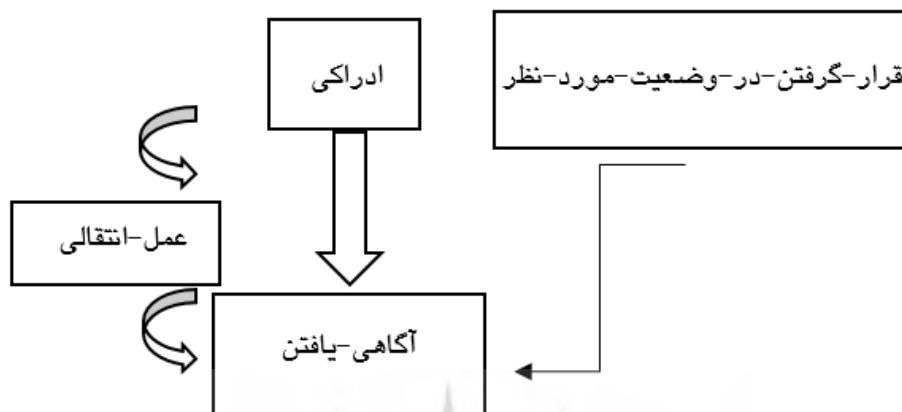 قرار-گرفتن-در-وضعیت-مورد-نظر
ادراکی
عمل-انتقالی
آگاهی-یافتن